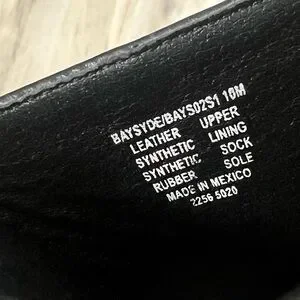 BAYSYDE/BAYS02S1 10M
LEATHER UPPER
SYNTHETIC LINING
SYNTHETIC SOCK
RUBBER SOLE
MADE IN MEXICO
2256 5020